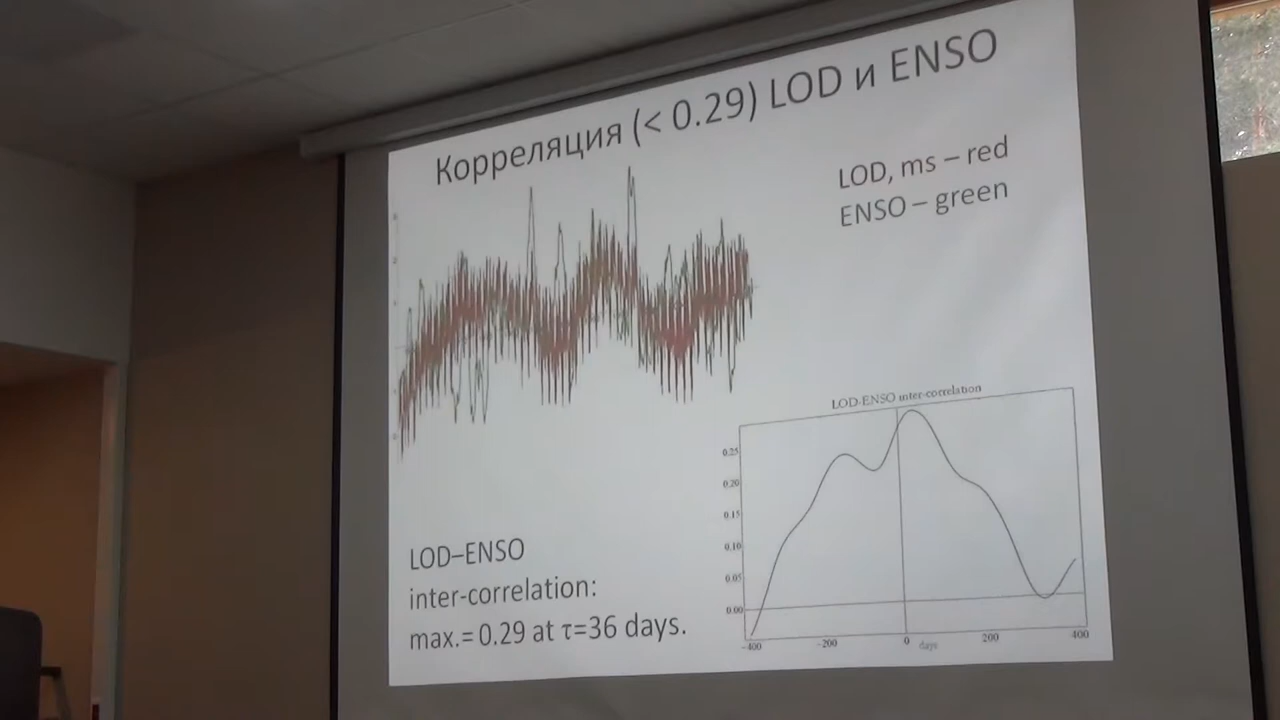 Корреляция (< 0.29) LOD и ENSO
LOD, ms – red
ENSO – green
LOD-ENSO inter-correlation
0.25
0.20
0.15
0.10
0.05
0.00
−400 −200 0 200 400
days
LOD–ENSO
inter-correlation:
max.= 0.29 at τ=36 days.